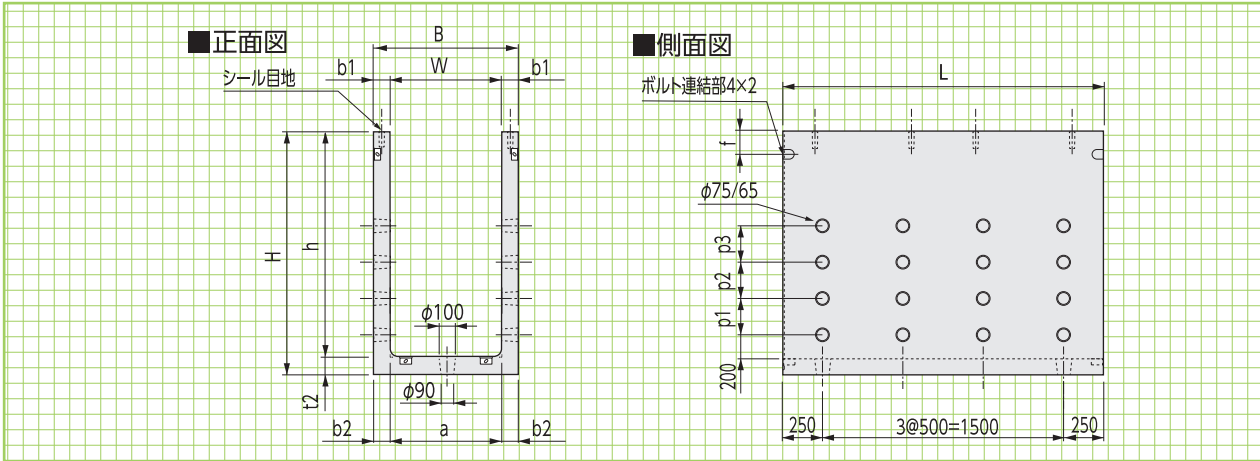 ■正面図
B
b1
W
b1
シール目地
H
h
φ100
t2
φ90
b2
a
b2
■側面図
L
ボルト連結部4×2
f
φ75/65
p3
p2
p1
200
250
3@500=1500
250